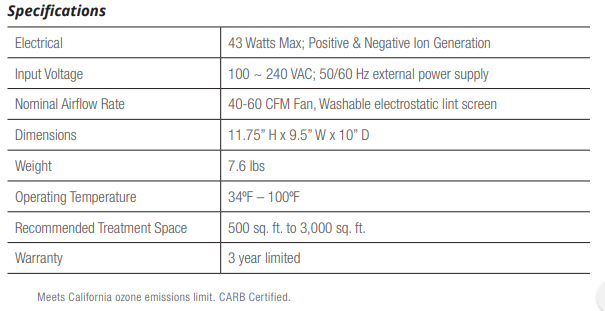 Specifications
Electrical 43 Watts Max; Positive & Negative Ion Generation
Input Voltage 100 ~ 240 VAC; 50/60 Hz external power supply
Nominal Airflow Rate 40-60 CFM Fan, Washable electrostatic lint screen
Dimensions 11.75” H x 9.5” W x 10” D
Weight 7.6 lbs
Operating Temperature 34ºF – 100ºF
Recommended Treatment Space 500 sq. ft. to 3,000 sq. ft.
Warranty 3 year limited
Meets California ozone emissions limit. CARB Certified.